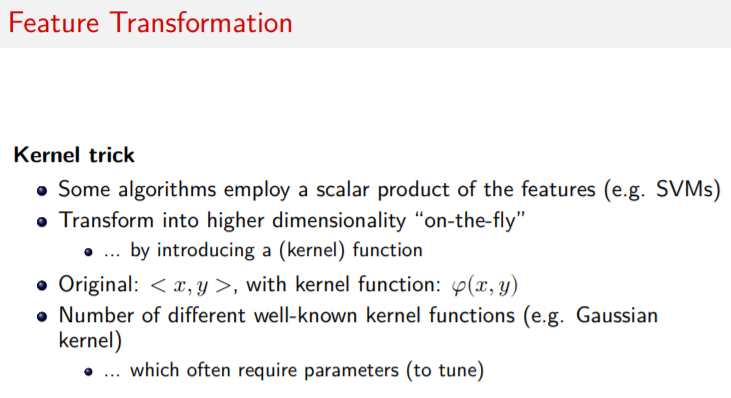 Feature Transformation
Kernel trick
Some algorithms employ a scalar product of the features (e.g. SVMs)
Transform into higher dimensionality “on-the-fly”
... by introducing a (kernel) function
Original: < x, y >, with kernel function: φ(x, y)
Number of different well-known kernel functions (e.g. Gaussian
kernel)
... which often require parameters (to tune)